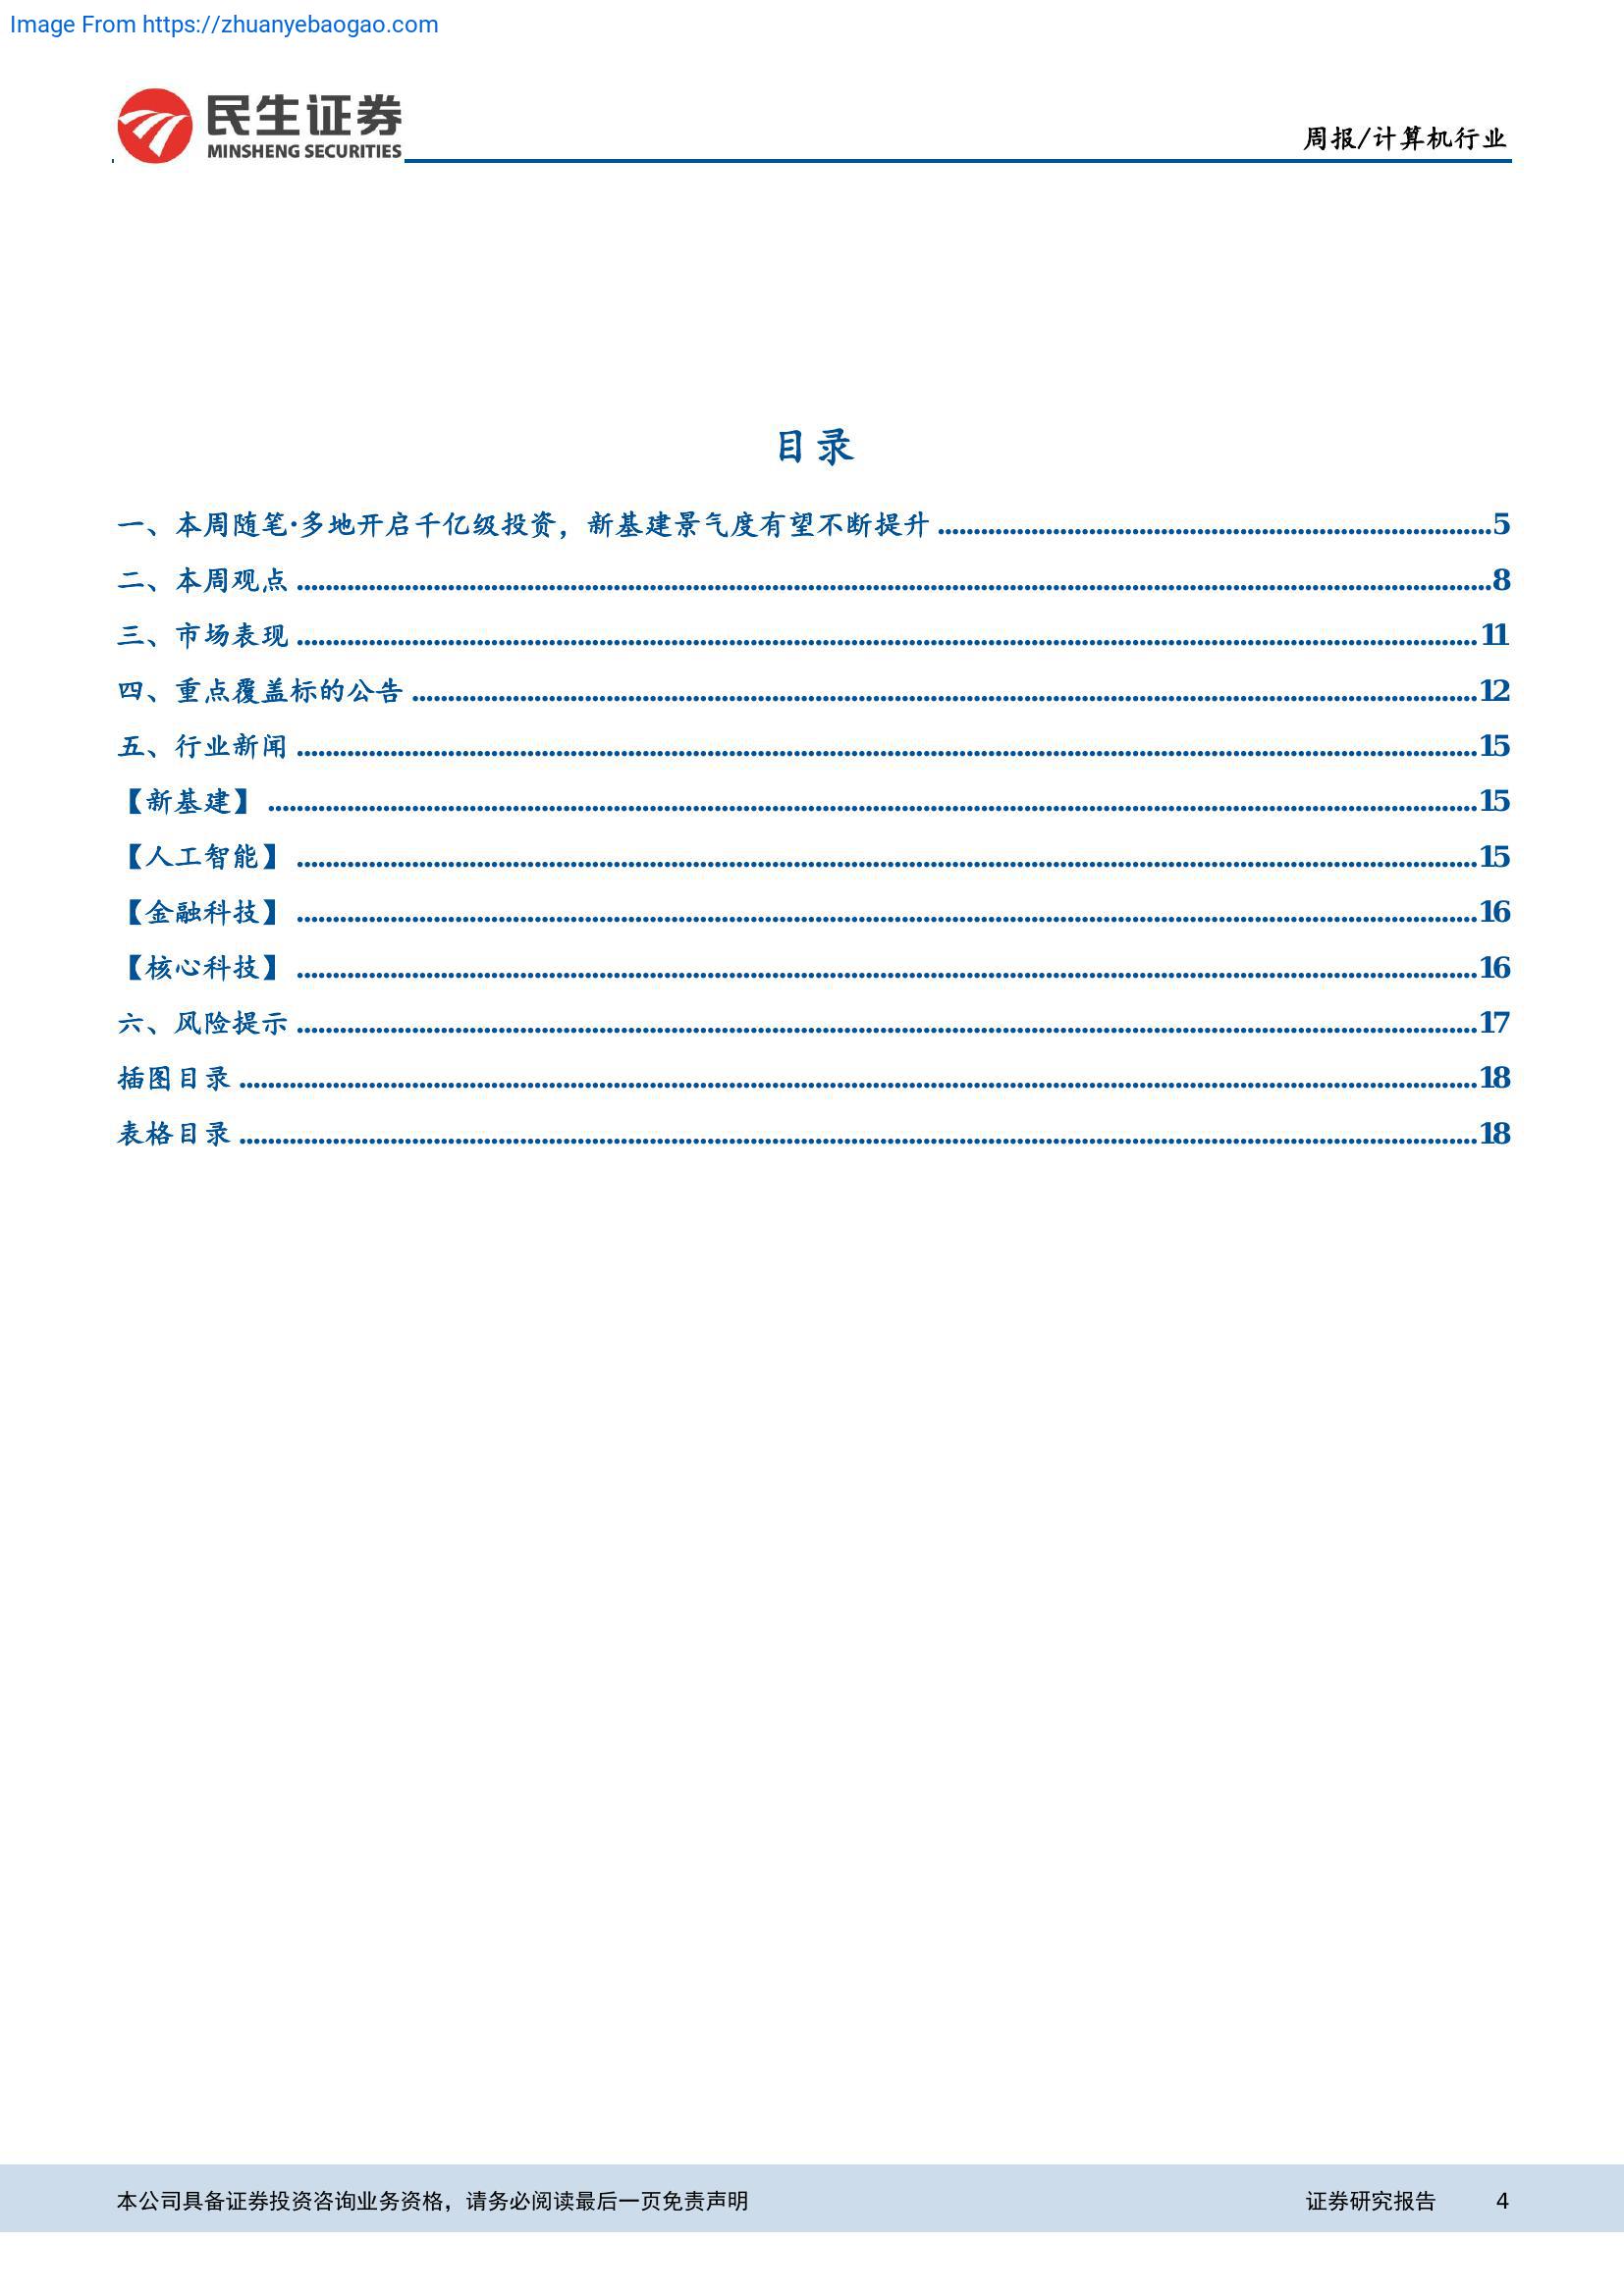 Image From https://zhuanyebaogao.com
民生证券
MINSHENG SECURITIES
周报/计算机行业
目录
一、本周随笔·多地开启千亿级投资，新基建景气度有望不断提升 5
二、本周观点 8
三、市场表现 11
四、重点覆盖标的公告 12
五、行业新闻 15
【新基建】 15
【人工智能】 15
【金融科技】 16
【核心科技】 16
六、风险提示 17
插图目录 18
表格目录 18
本公司具备证券投资咨询业务资格，请务必阅读最后一页免责声明 证券研究报告 4